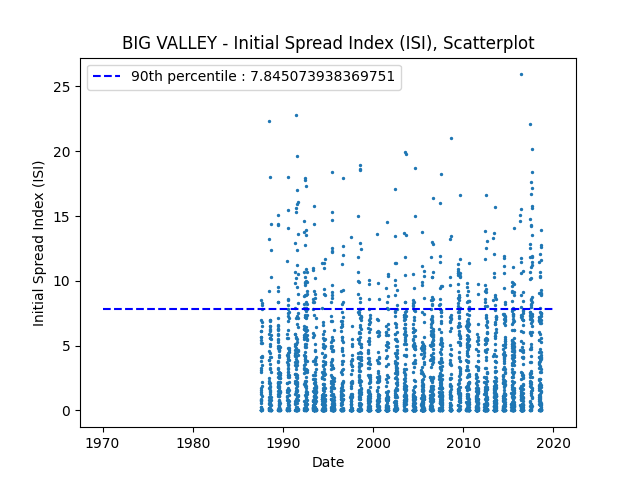 BIG VALLEY - Initial Spread Index (ISI), Scatterplot
90th percentile : 7.845073938369751
25
20
15
10
5
0
Initial Spread Index (ISI)
1970 1980 1990 2000 2010 2020
Date